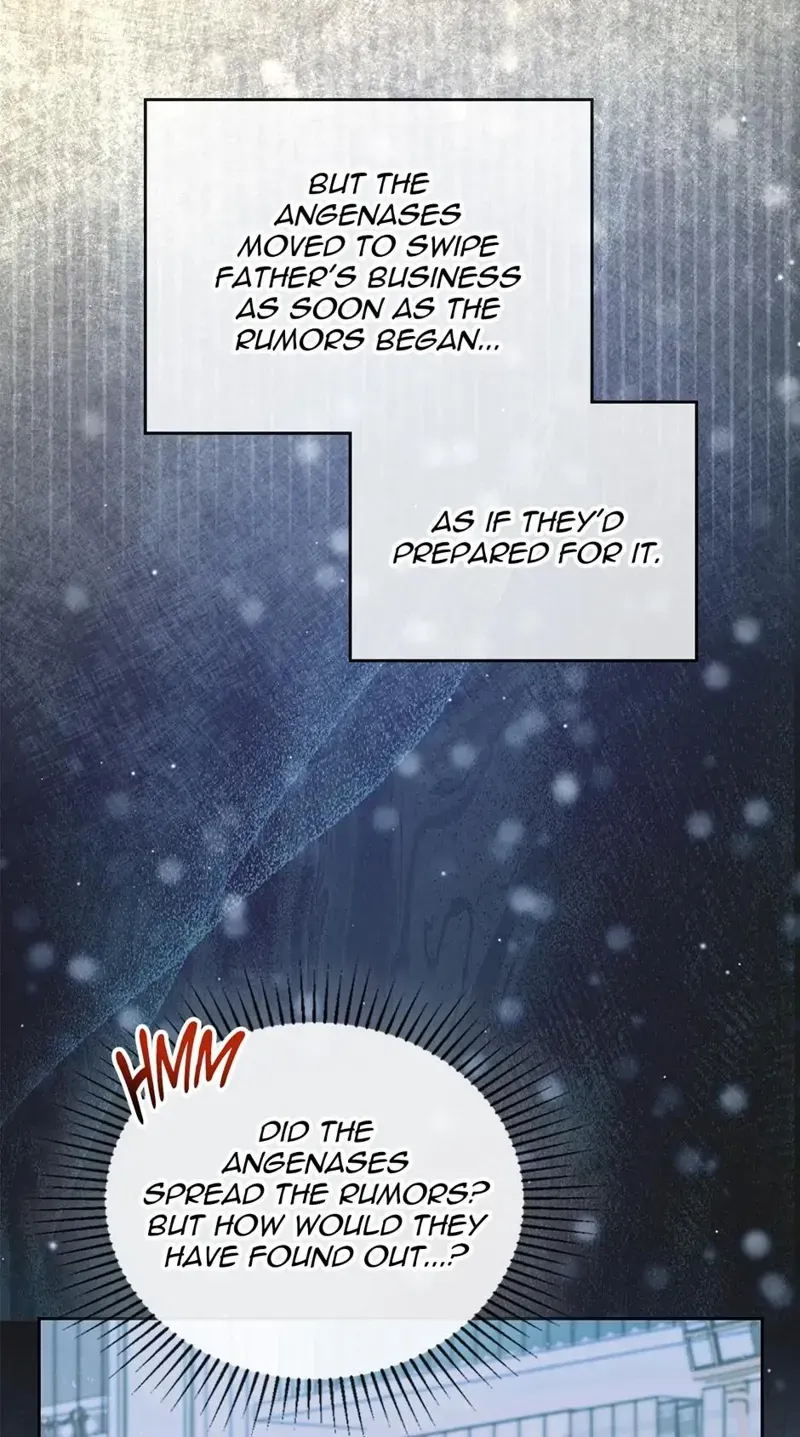 BUT THE
ANGENASES
MOVED TO SWIPE
FATHER'S BUSINESS
AS SOON AS THE
RUMORS BEGAN...
AS IF THEY'D
PREPARED FOR IT.
HMM
DID THE
ANGENASES
SPREAD THE RUMORS?
BUT HOW WOULD THEY
HAVE FOUND OUT...?